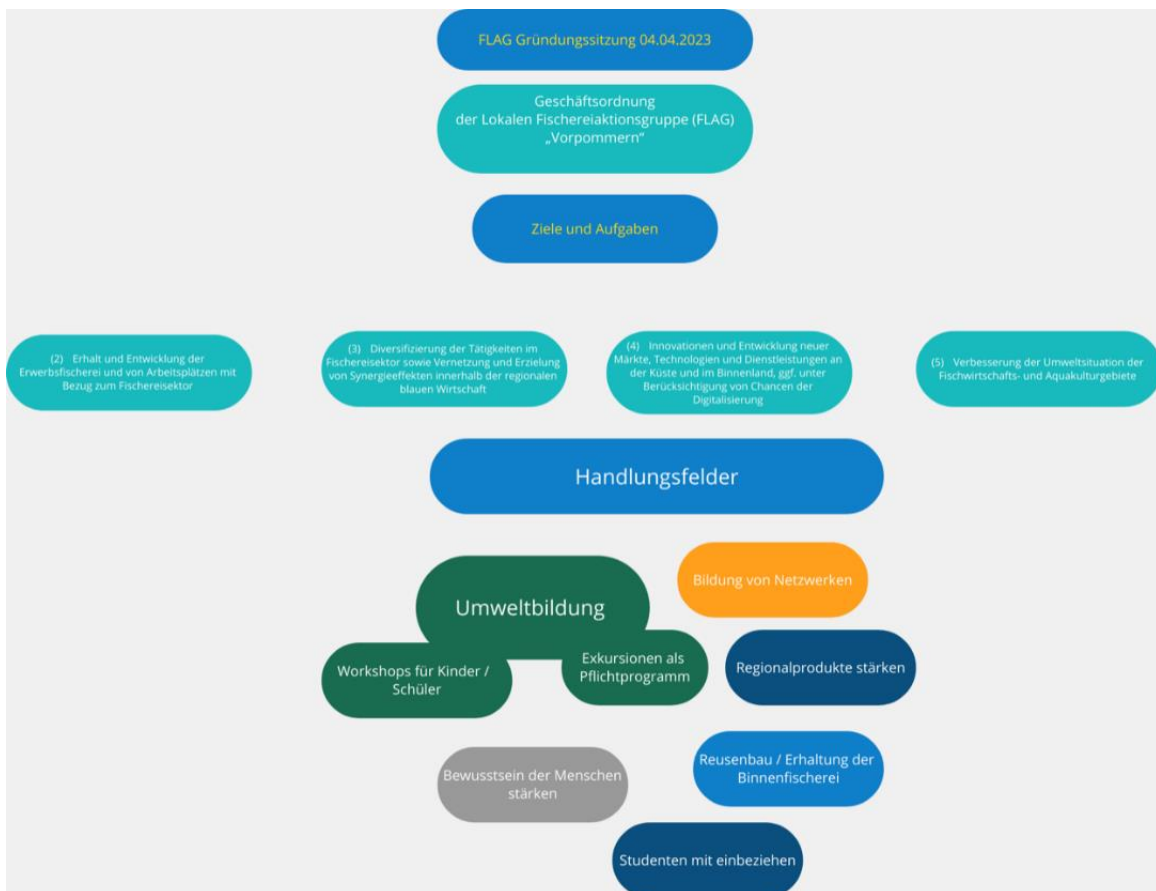 FLAG Gründungssitzung 04.04.2023
Geschäftsordnung
der Lokalen Fischereiaktionsgruppe (FLAG)
„Vorpommern“
Ziele und Aufgaben
(2) Erhalt und Entwicklung der
Erwerbsfischerei und von Arbeitsplätzen mit
Bezug zum Fischereisektor
(3) Diversifizierung der Tätigkeiten im
Fischereisektor sowie Vernetzung und Erzielung
von Synergieeffekten innerhalb der regionalen
blauen Wirtschaft
(4) Innovationen und Entwicklung neuer
Märkte, Technologien und Dienstleistungen an
der Küste und im Binnenland, ggf. unter
Berücksichtigung von Chancen der
Digitalisierung
(5) Verbesserung der Umweltsituation der
Fischwirtschafts- und Aquakulturgebiete
Handlungsfelder
Umweltbildung
Bildung von Netzwerken
Workshops für Kinder /
Schüler
Exkursionen als
Pflichtprogramm
Regionalprodukte stärken
Bewusstsein der Menschen
stärken
Reusenbau / Erhaltung der
Binnenfischerei
Studenten mit einbeziehen